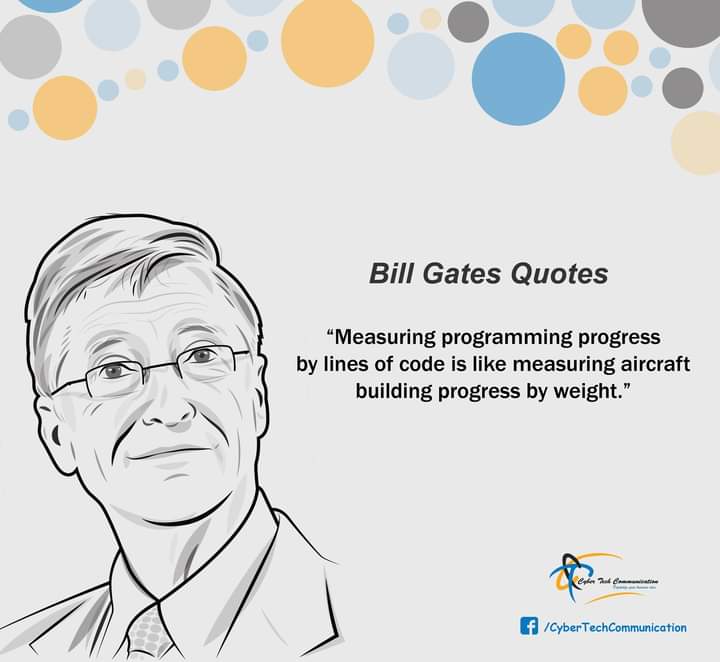 Bill Gates Quotes
“Measuring programming progress
by lines of code is like measuring aircraft
building progress by weight.”
Cyber Tech Communication
/CyberTechCommunication